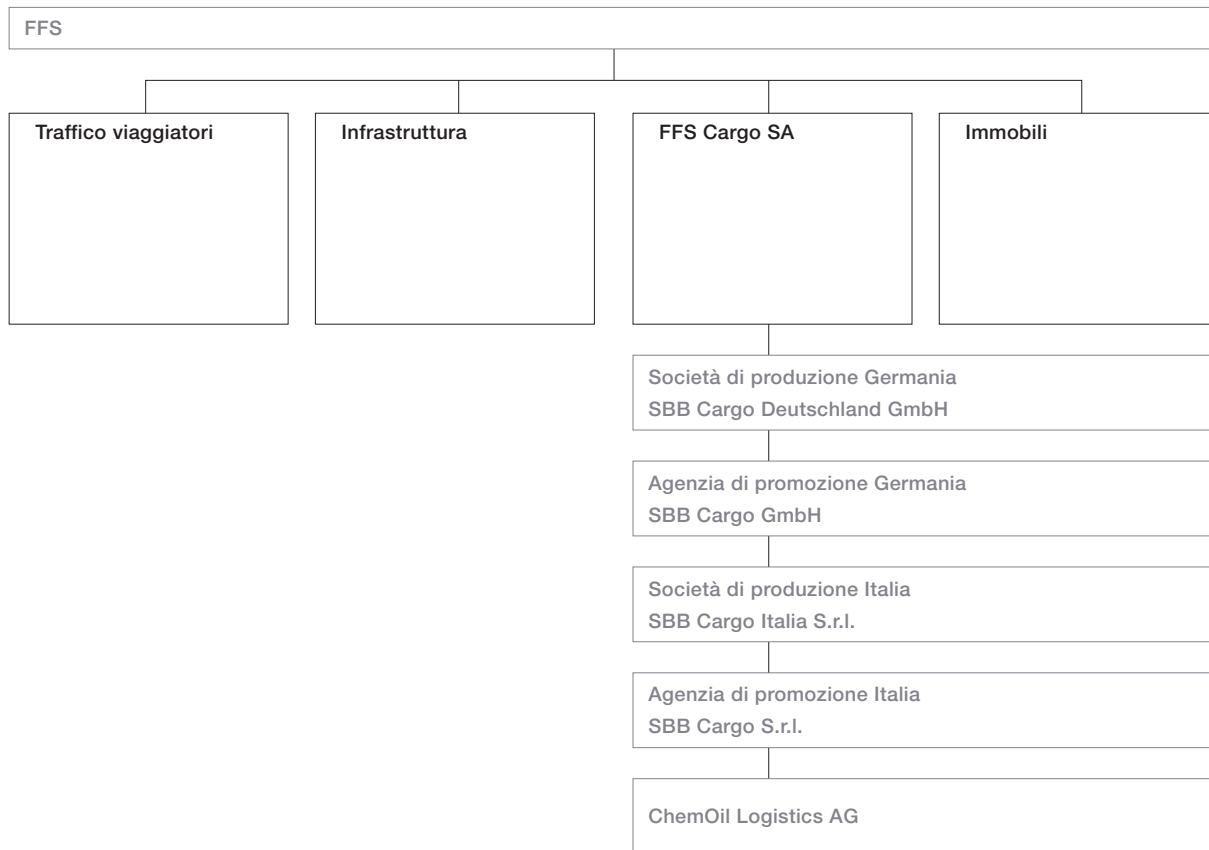 FFS
Traffico viaggiatori
Infrastruttura
FFS Cargo SA
Immobili
Società di produzione Germania
SBB Cargo Deutschland GmbH
Agenzia di promozione Germania
SBB Cargo GmbH
Società di produzione Italia
SBB Cargo Italia S.r.l.
Agenzia di promozione Italia
SBB Cargo S.r.l.
ChemOil Logistics AG